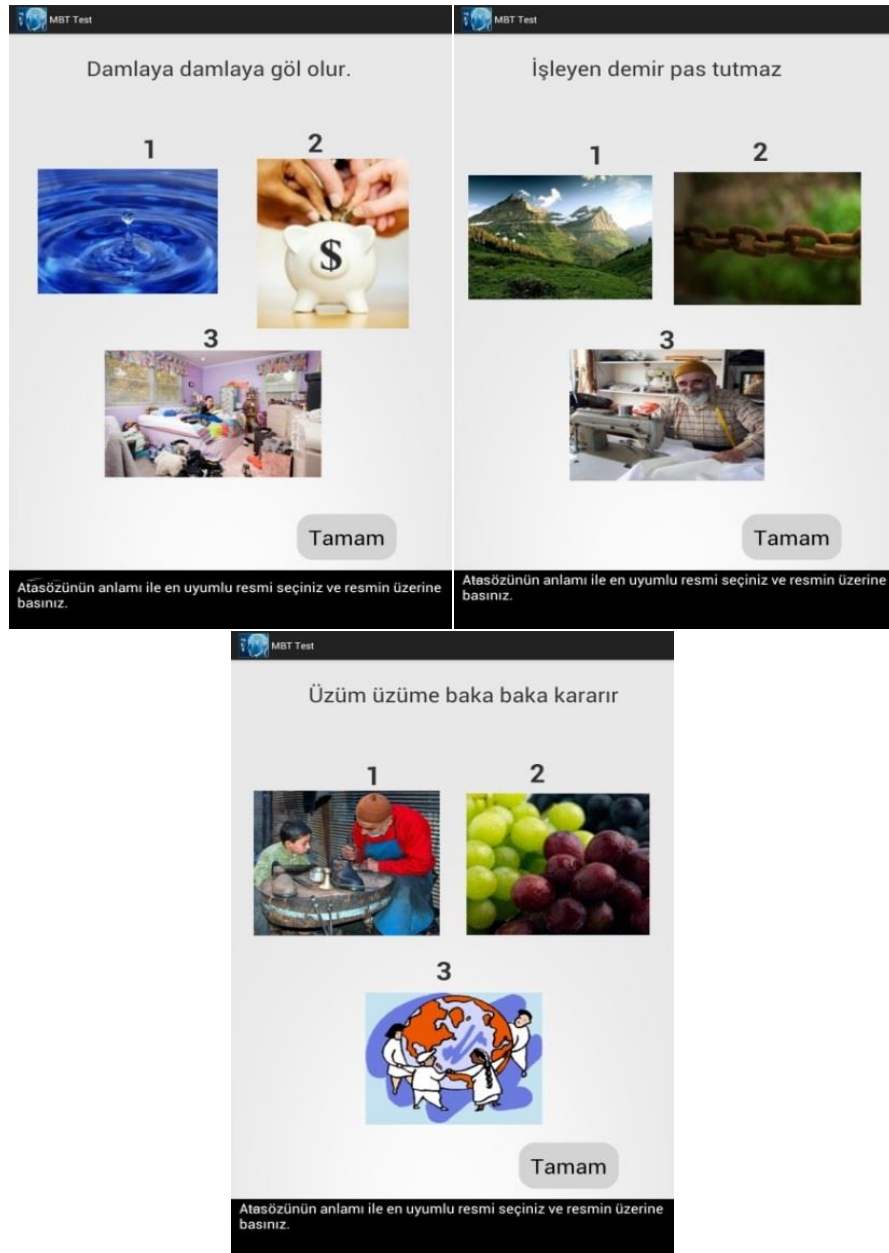 MBT Test
Damlaya damlaya göl olur.
1
2
$
3
Tamam
Atasözünün anlamı ile en uyumlu resmi seçiniz ve resmin üzerine
basınız.
MBT Test
İşleyen demir pas tutmaz
1
2
3
Tamam
Atasözünün anlamı ile en uyumlu resmi seçiniz ve resmin üzerine
basınız.
MBT Test
Üzüm üzüme baka baka kararır
1
2
3
Tamam
Atasözünün anlamı ile en uyumlu resmi seçiniz ve resmin üzerine
basınız.